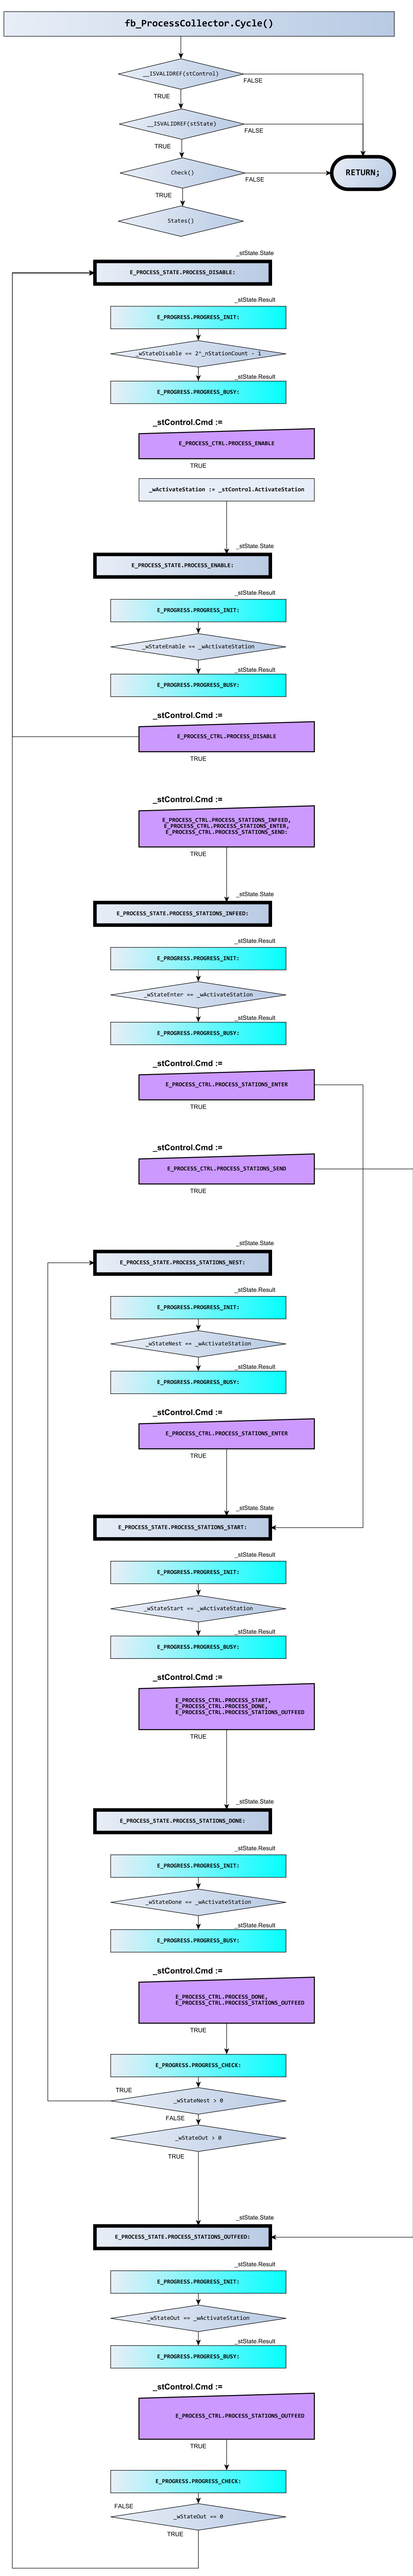 fb_ProcessCollector.Cycle()
__ISVALIDREF(stControl)
FALSE
TRUE
__ISVALIDREF(stState)
FALSE
TRUE
Check()
RETURN;
FALSE
TRUE
States()
_stState.State
E_PROCESS_STATE.PROCESS_DISABLE:
_stState.Result
E_PROGRESS.PROGRESS_INIT:
_wStateDisable == 2^_nStationCount - 1
_stState.Result
E_PROGRESS.PROGRESS_BUSY:
_stControl.Cmd :=
E_PROCESS_CTRL.PROCESS_ENABLE
TRUE
_wActivateStation := _stControl.ActivateStation
_stState.State
E_PROCESS_STATE.PROCESS_ENABLE:
_stState.Result
E_PROGRESS.PROGRESS_INIT:
_wStateEnable == _wActivateStation
_stState.Result
E_PROGRESS.PROGRESS_BUSY:
_stControl.Cmd :=
E_PROCESS_CTRL.PROCESS_DISABLE
TRUE
_stControl.Cmd :=
E_PROCESS_CTRL.PROCESS_STATIONS_INFEED,
E_PROCESS_CTRL.PROCESS_STATIONS_ENTER,
E_PROCESS_CTRL.PROCESS_STATIONS_SEND:
TRUE
_stState.State
E_PROCESS_STATE.PROCESS_STATIONS_INFEED:
_stState.Result
E_PROGRESS.PROGRESS_INIT:
_wStateEnter == _wActivateStation
_stState.Result
E_PROGRESS.PROGRESS_BUSY:
_stControl.Cmd :=
E_PROCESS_CTRL.PROCESS_STATIONS_ENTER
TRUE
_stControl.Cmd :=
E_PROCESS_CTRL.PROCESS_STATIONS_SEND
TRUE
_stState.State
E_PROCESS_STATE.PROCESS_STATIONS_NEST:
_stState.Result
E_PROGRESS.PROGRESS_INIT:
_wStateNest == _wActivateStation
_stState.Result
E_PROGRESS.PROGRESS_BUSY:
_stControl.Cmd :=
E_PROCESS_CTRL.PROCESS_STATIONS_ENTER
TRUE
_stState.State
E_PROCESS_STATE.PROCESS_STATIONS_START:
_stState.Result
E_PROGRESS.PROGRESS_INIT:
_wStateStart == _wActivateStation
_stState.Result
E_PROGRESS.PROGRESS_BUSY:
_stControl.Cmd :=
E_PROCESS_CTRL.PROCESS_START,
E_PROCESS_CTRL.PROCESS_DONE,
E_PROCESS_CTRL.PROCESS_STATIONS_OUTFEED
TRUE
_stState.State
E_PROCESS_STATE.PROCESS_STATIONS_DONE:
_stState.Result
E_PROGRESS.PROGRESS_INIT:
_wStateDone == _wActivateStation
_stState.Result
E_PROGRESS.PROGRESS_BUSY:
_stControl.Cmd :=
E_PROCESS_CTRL.PROCESS_DONE,
E_PROCESS_CTRL.PROCESS_STATIONS_OUTFEED
TRUE
E_PROGRESS.PROGRESS_CHECK:
TRUE
_wStateNest > 0
FALSE
_wStateOut > 0
TRUE
_stState.State
E_PROCESS_STATE.PROCESS_STATIONS_OUTFEED:
_stState.Result
E_PROGRESS.PROGRESS_INIT:
_wStateOut == _wActivateStation
_stState.Result
E_PROGRESS.PROGRESS_BUSY:
_stControl.Cmd :=
E_PROCESS_CTRL.PROCESS_STATIONS_OUTFEED
TRUE
E_PROGRESS.PROGRESS_CHECK:
FALSE
_wStateOut == 0
TRUE